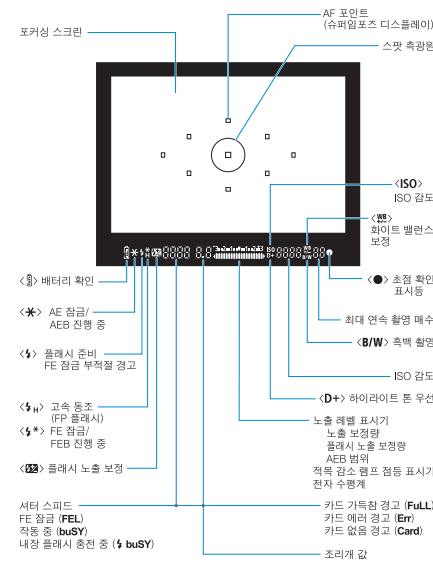 AF 포인트
(슈퍼임포즈 디스플레이)
포커싱 스크린
스팟 측광원
<ISO>
ISO 감도
<WB>
화이트 밸런스
보정
<●> 초점 확인
표시등
최대 연속 촬영 매수
<B/W> 흑백 촬영
ISO 감도
<D+> 하이라이트 톤 우선
노출 레벨 표시기
노출 보정량
플래시 노출 보정량
AEB 범위
적목 감소 램프 점등 표시기
전자 수평계
카드 가득참 경고 (FuLL)
카드 에러 경고 (Err)
카드 없음 경고 (Card)
조리개 값
배터리 확인
<✱> AE 잠금/
AEB 진행 중
<⚡> 플래시 준비
FE 잠금 부적절 경고
<⚡H> 고속 동조
(FP 플래시)
<⚡*> FE 잠금/
FEB 진행 중
플래시 노출 보정
셔터 스피드
FE 잠금 (FEL)
작동 중 (buSY)
내장 플래시 충전 중 (⚡ buSY)